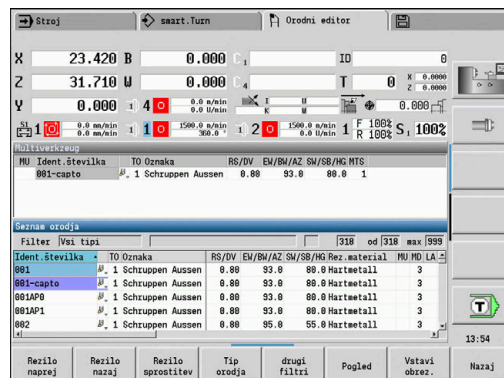 Stroj smart.Turn Orodni editor
X 23.420 B 0.000 C 1 ID 0
Z 31.710 W 0.000 C 4 T 0 X 0.0000 Z 0.0000
Y 0.000 4 0.0 m/min 0.0 U/min I U K W 0.000
S1 1 0.0 mm/min 0.0 mm/min 1 1500.0 m/min 360.0 ° 2 1500.0 m/min 0.0 U/min 1 F 100% R 100% S1 100%
Multiverkzeug
MU Ident.številka TO Oznaka RS/DV EW/BW/AZ SW/SB/HG MTS
001-capto 1 Schruppen Aussen 0.80 93.0 80.0 1
Seznam orodja
Filter Vsi tipi 318 od 318 max 999
Ident.številka TO Oznaka RS/DV EW/BW/AZ SW/SB/HG Rez.material MU MD LA
001 1 Schruppen Aussen 0.80 93.0 80.0 Hartmetall 3
001-capto 1 Schruppen Aussen 0.80 93.0 80.0 Hartmetall 3
001AP0 1 Schruppen Aussen 0.80 93.0 80.0 Hartmetall 3
001AP1 1 Schruppen Aussen 0.80 93.0 80.0 Hartmetall 3
002 1 Schruppen Aussen 0.80 95.0 55.0 Hartmetall 3
T
13:54
Rezilo naprej
Rezilo nazaj
Rezilo sprostitev
Tip orodja
drugi filtri
Pogled
Vstavi obrez.
Nazaj